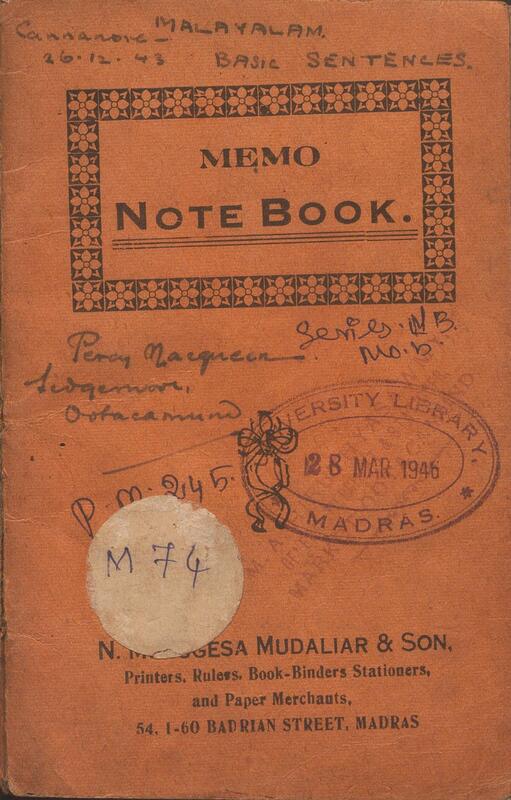 Cannanore - MALAYALAM.
26.12.43 BASIC SENTENCES.
MEMO
NOTE BOOK.
Series. NB.
No. 6
Percy Macqueen
Ootacamund
UNIVERSITY LIBRARY,
28 MAR 1946
MADRAS.
P. M. 245.
M 74
N. GESA MUDALIAR & SON,
Printers, Rulers, Book-Binders Stationers,
and Paper Merchants,
54, 1-60 BADRIAN STREET, MADRAS